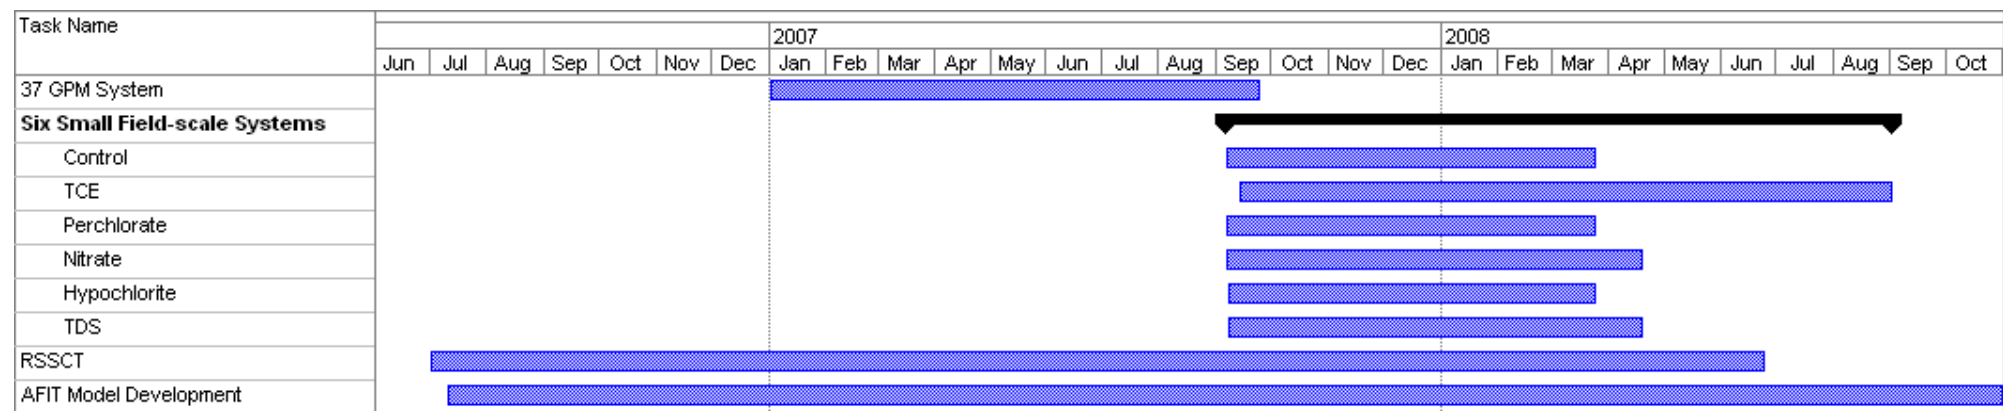 Task Name
2007 2008
Jun Jul Aug Sep Oct Nov Dec Jan Feb Mar Apr May Jun Jul Aug Sep Oct Nov Dec Jan Feb Mar Apr May Jun Jul Aug Sep Oct
37 GPM System
Six Small Field-scale Systems
Control
TCE
Perchlorate
Nitrate
Hypochlorite
TDS
RSSCT
AFIT Model Development